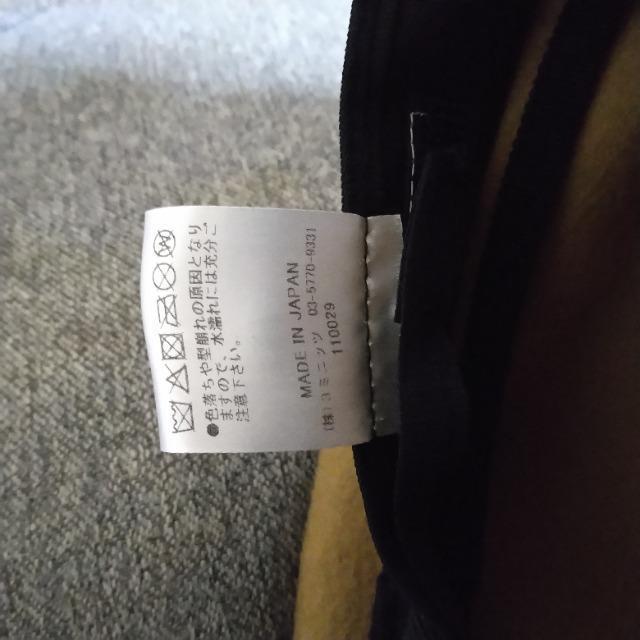 ●色落ちや型崩れの原因となり
ますので、水濡れには充分ご
注意下さい。
MADE IN JAPAN
(株)3ミニッツ 03-5770-9331
110029